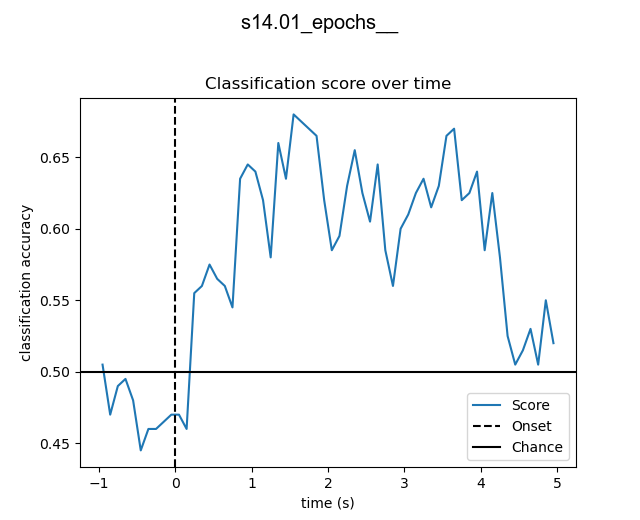 s14.01_epochs__
Classification score over time
classification accuracy
0.65
0.60
0.55
0.50
0.45
−1
0
1
2
3
4
5
time (s)
Score
Onset
Chance